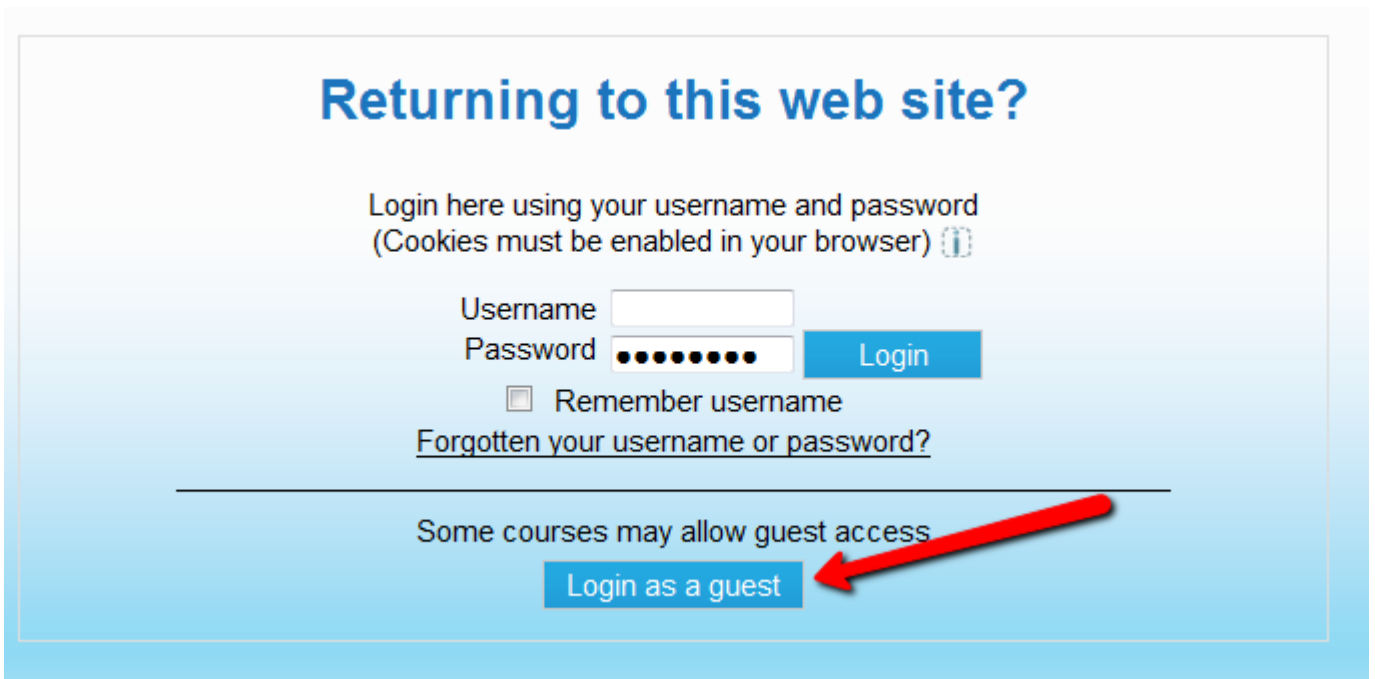 Returning to this web site?
Login here using your username and password
(Cookies must be enabled in your browser) i
Username
Password ●●●●●●●● Login
Remember username
Forgotten your username or password?
Some courses may allow guest access
Login as a guest